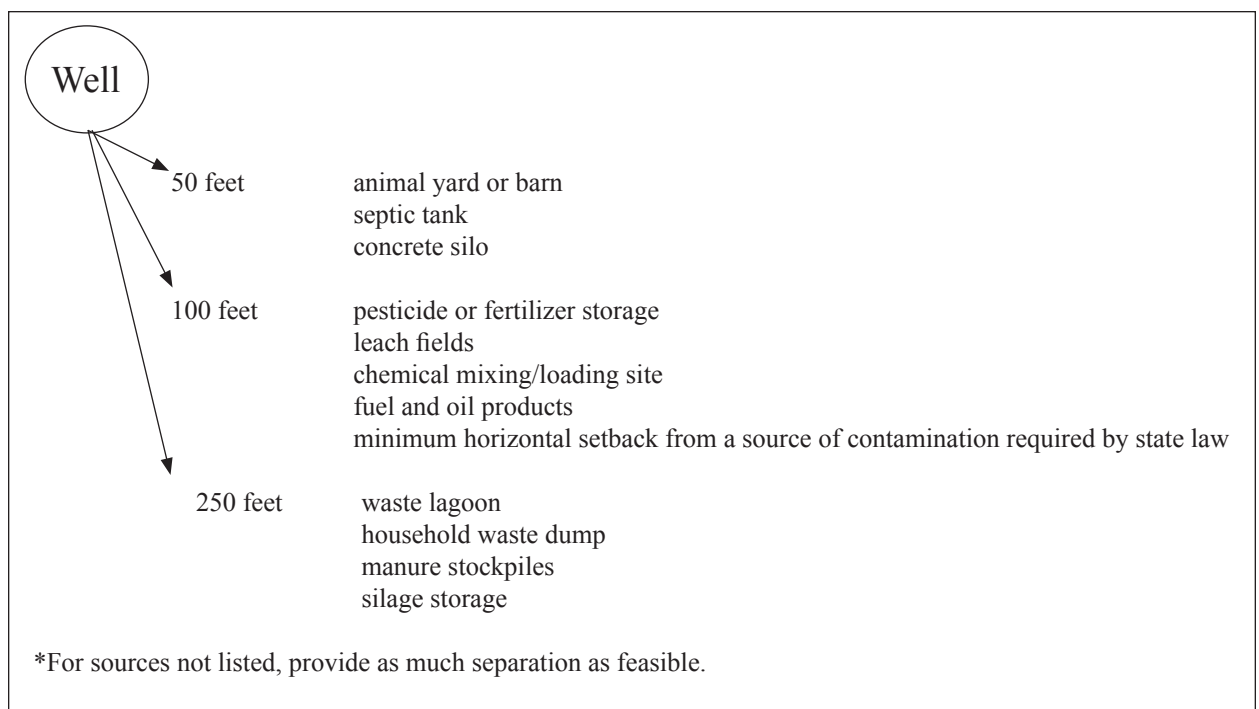 Well
50 feet animal yard or barn
septic tank
concrete silo
100 feet pesticide or fertilizer storage
leach fields
chemical mixing/loading site
fuel and oil products
minimum horizontal setback from a source of contamination required by state law
250 feet waste lagoon
household waste dump
manure stockpiles
silage storage
*For sources not listed, provide as much separation as feasible.